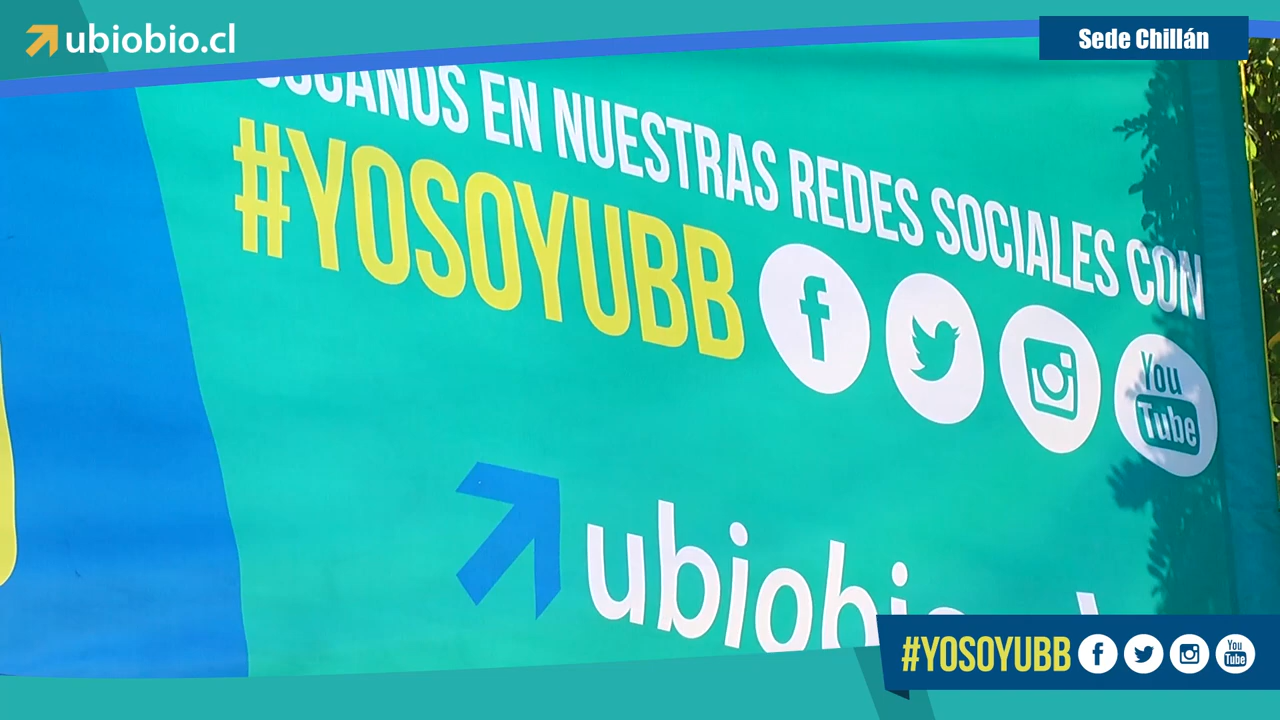 ubiobio.cl
Sede Chillán
EN NUESTRAS REDES SOCIALES CON
#YOSOYUBB
You
Tube
#YOSOYUBB
You
Tube